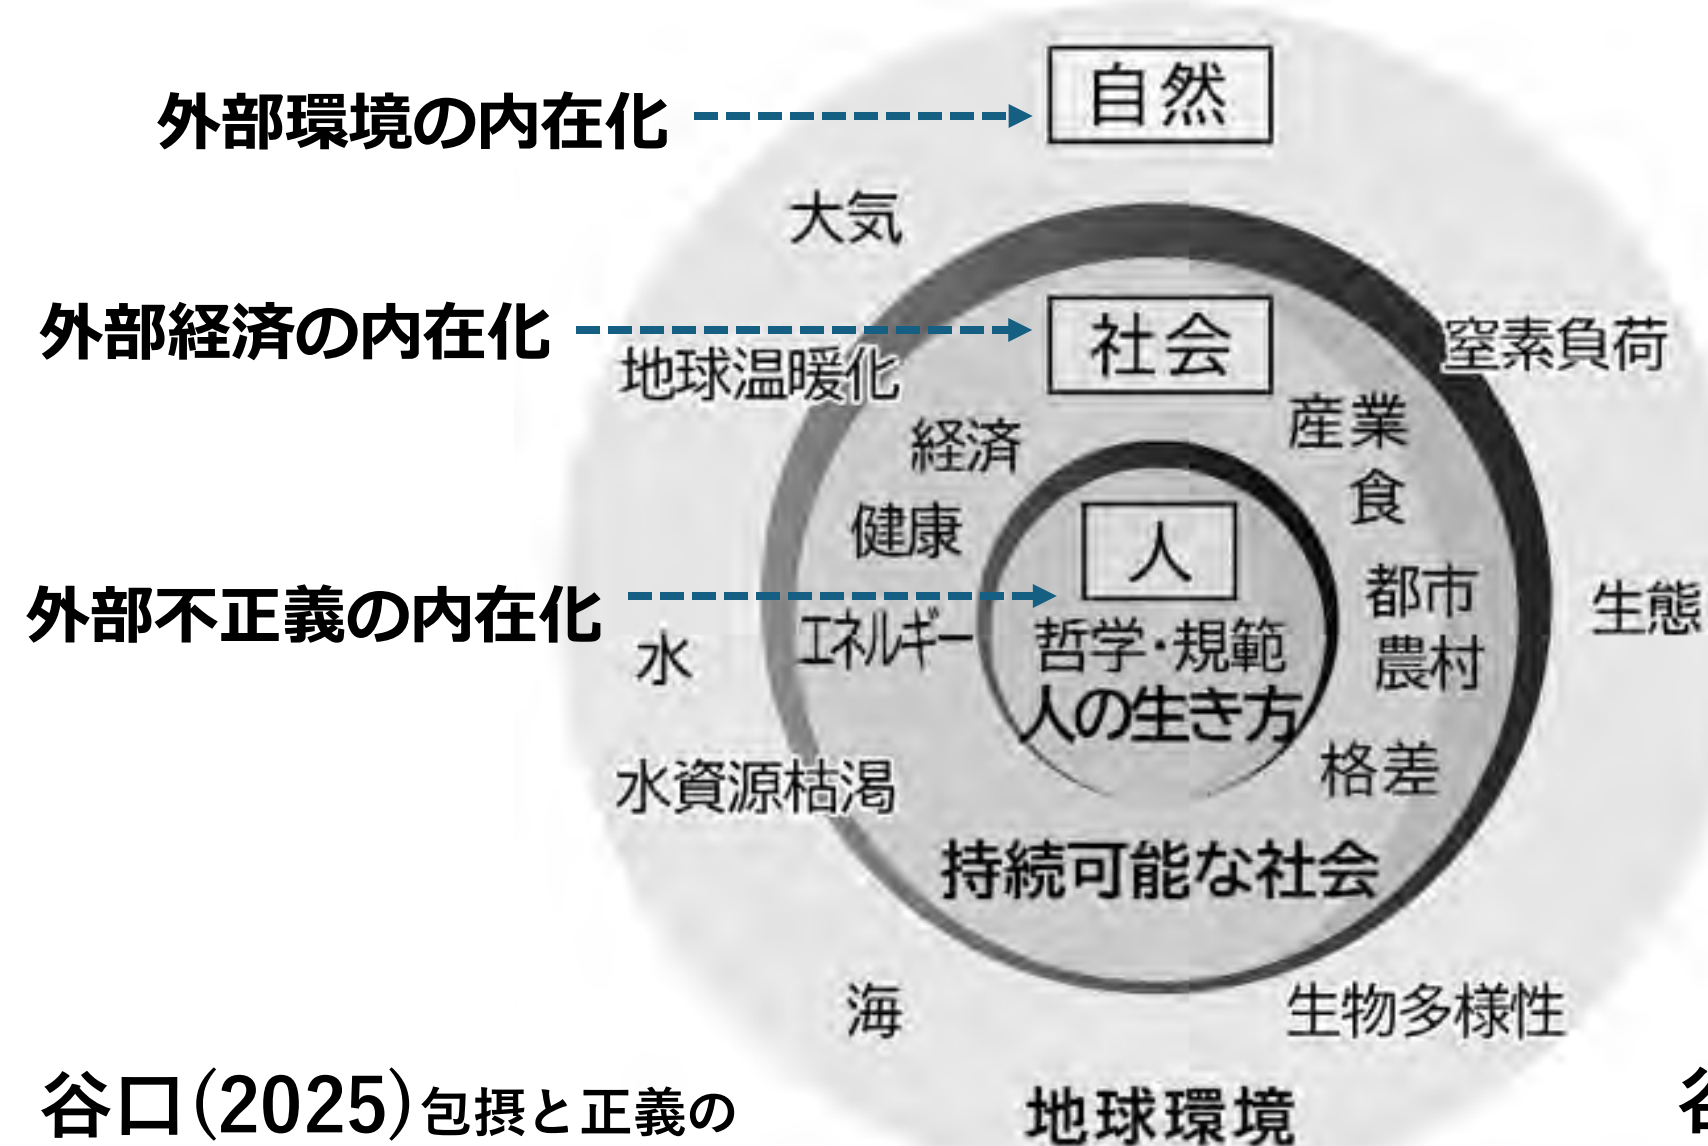 自然
外部環境の内在化
大気
外部経済の内在化
社会
窒素負荷
地球温暖化
産業
経済
食
健康
人
都市
外部不正義の内在化
生態
エネルギー
哲学・規範
水
農村
人の生き方
格差
水資源枯渇
持続可能な社会
海
生物多様性
谷口(2025)包摂と正義の
地球環境